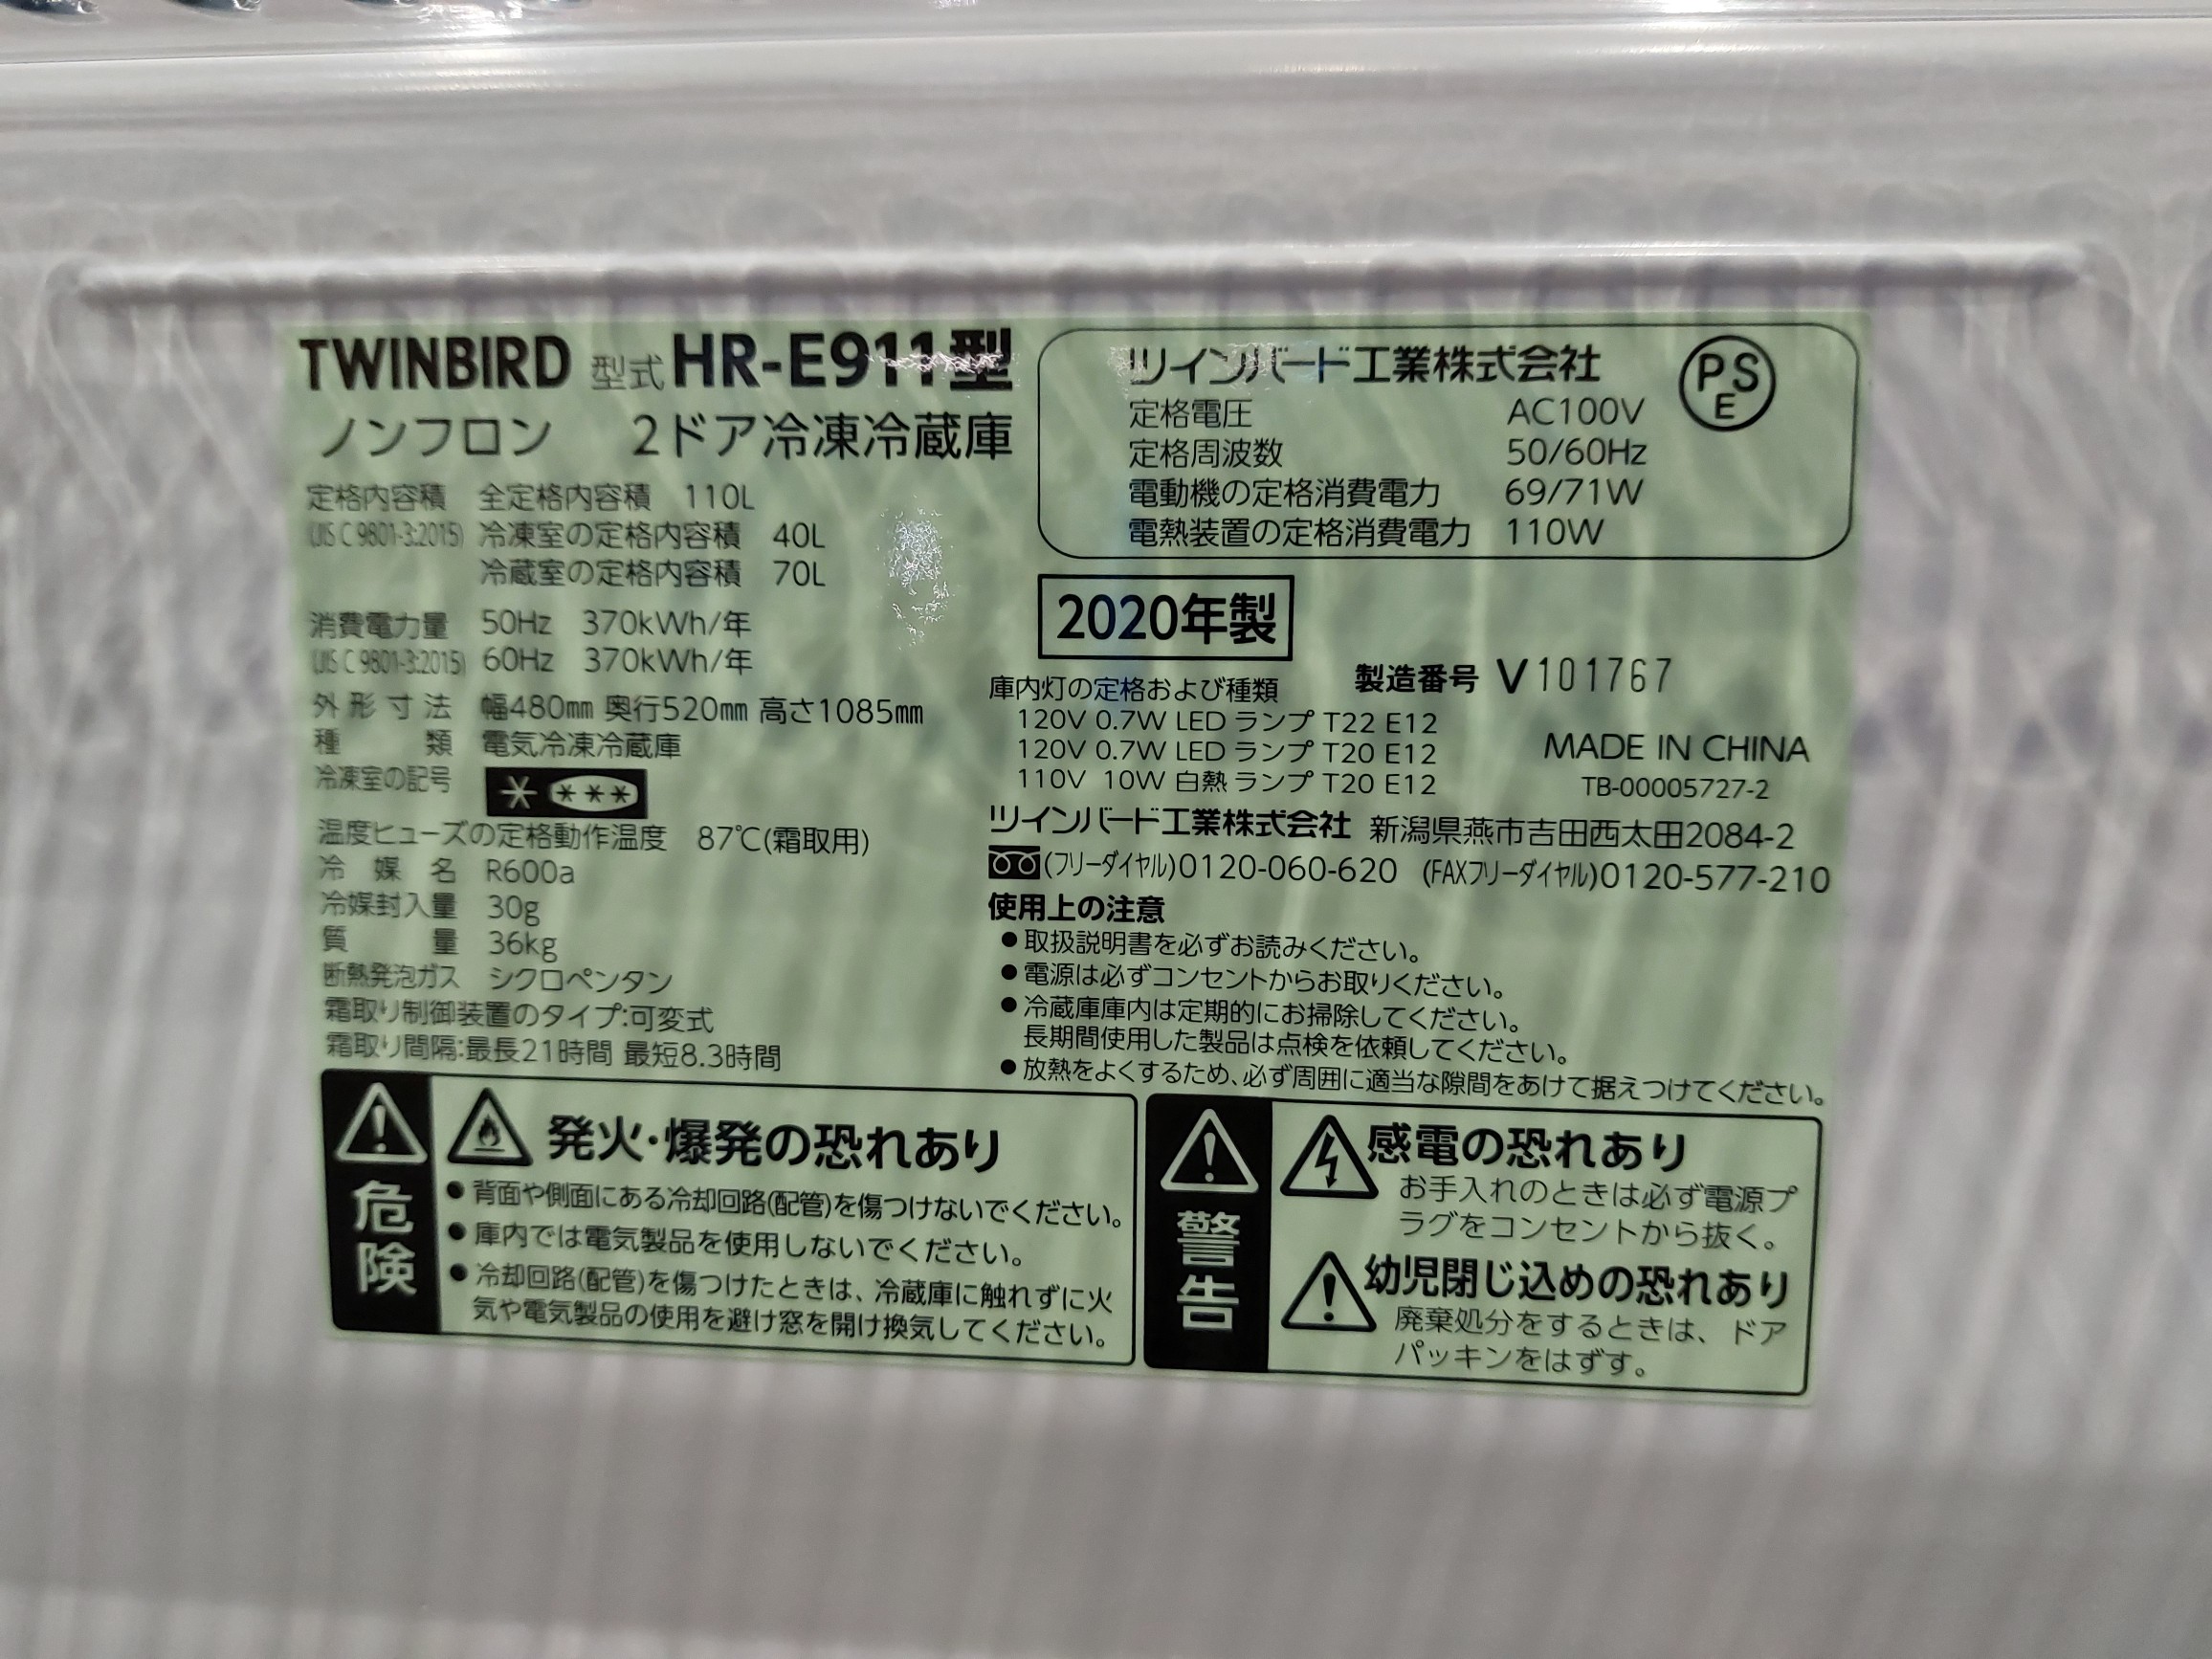 TWINBIRD 型式 HR-E911型
ノンフロン 2ドア冷凍冷蔵庫
定格内容積 全定格内容積 110L
(JIS C 9801-3:2015) 冷凍室の定格内容積 40L
冷蔵室の定格内容積 70L
消費電力量 50Hz 370kWh/年
(JIS C 9801-3:2015) 60Hz 370kWh/年
外形寸法 幅480mm 奥行520mm 高さ1085mm
種類 電気冷凍冷蔵庫
冷凍室の記号
温度ヒューズの定格動作温度 87℃(霜取用)
冷媒名 R600a
冷媒封入量 30g
質量 36kg
断熱発泡ガス シクロペンタン
霜取り制御装置のタイプ:可変式
霜取り間隔:最長21時間 最短8.3時間
ツインバード工業株式会社 PSE
定格電圧 AC100V
定格周波数 50/60Hz
電動機の定格消費電力 69/71W
電熱装置の定格消費電力 110W
2020年製
製造番号 V101767
庫内灯の定格および種類
120V 0.7W LED ランプ T22 E12
120V 0.7W LED ランプ T20 E12
110V 10W 白熱 ランプ T20 E12
MADE IN CHINA
TB-00005727-2
ツインバード工業株式会社 新潟県燕市吉田西太田2084-2
(フリーダイヤル)0120-060-620 (FAXフリーダイヤル)0120-577-210
使用上の注意
●取扱説明書を必ずお読みください。
●電源は必ずコンセントからお取りください。
●冷蔵庫庫内は定期的にお掃除してください。
長期間使用した製品は点検を依頼してください。
●放熱をよくするため、必ず周囲に適当な隙間をあけて据えつけてください。
危険
発火・爆発の恐れあり
●背面や側面にある冷却回路(配管)を傷つけないでください。
●庫内では電気製品を使用しないでください。
●冷却回路(配管)を傷つけたときは、冷蔵庫に触れずに火
気や電気製品の使用を避け窓を開け換気してください。
警告
感電の恐れあり
お手入れのときは必ず電源プ
ラグをコンセントから抜く。
幼児閉じ込めの恐れあり
廃棄処分をするときは、ドア
パッキンをはずす。